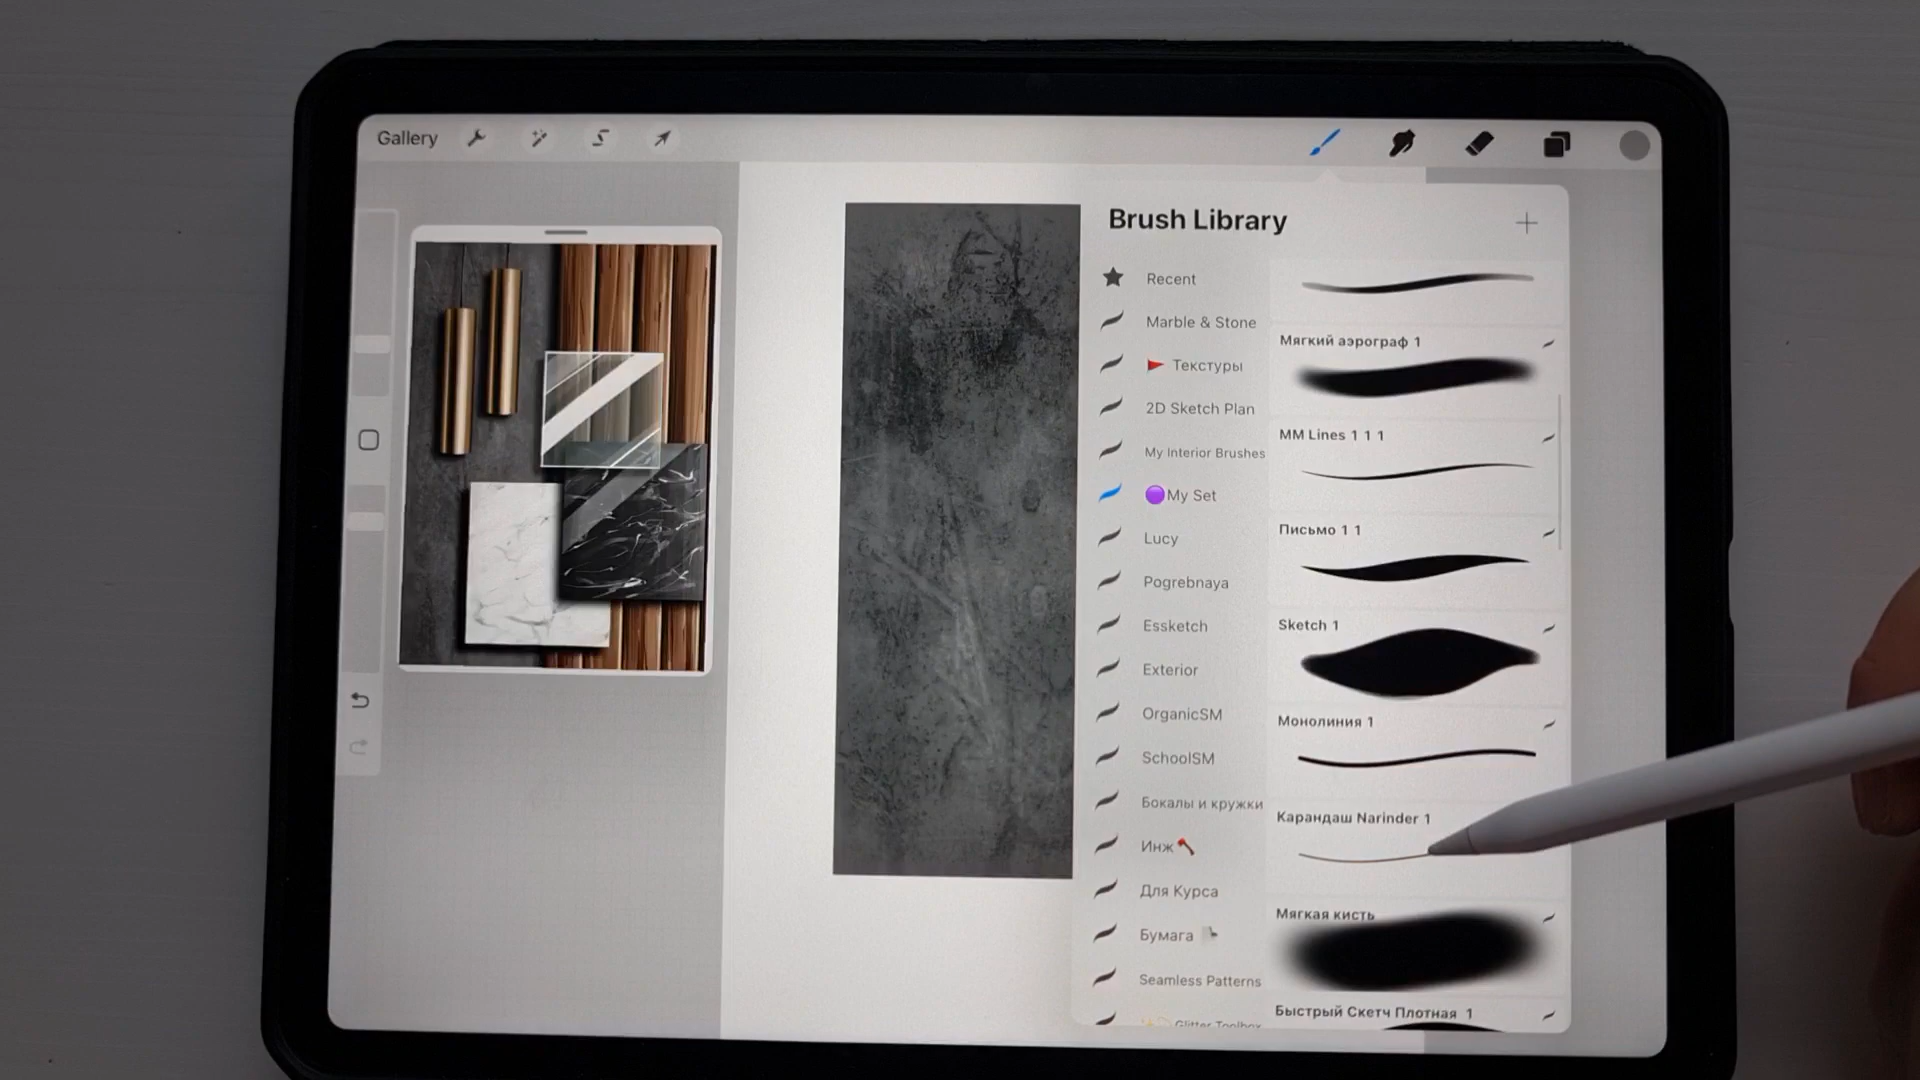 Gallery
Brush Library
Recent
Marble & Stone
Текстуры
2D Sketch Plan
My Interior Brushes
My Set
Lucy
Pogrebnaya
Essketch
Exterior
OrganicSM
SchoolSM
Бокалы и кружки
Инж
Для Курса
Бумага
Seamless Patterns
Glitter Toolbox
Мягкий аэрограф 1
MM Lines 1 1 1
Письмо 1 1
Sketch 1
Монолиния 1
Карандаш Narinder 1
Мягкая кисть
Быстрый Скетч Плотная 1